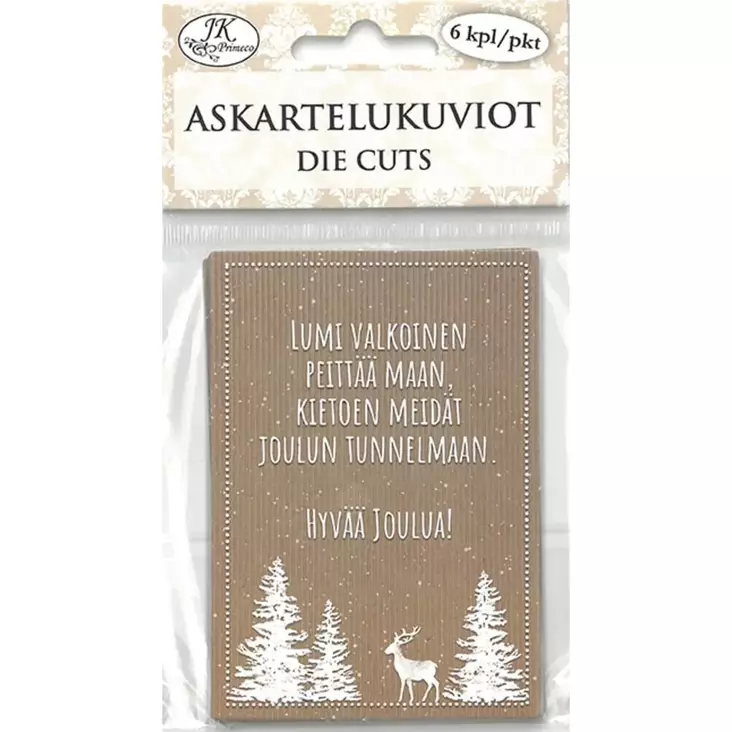 JK
Primeco
6 kpl/pkt
ASKARTELUKUVIOT
DIE CUTS
LUMI VALKOINEN
PEITTÄÄ MAAN,
KIETOEN MEIDÄT
JOULUN TUNNELMAAN.
HYVÄÄ JOULUA!